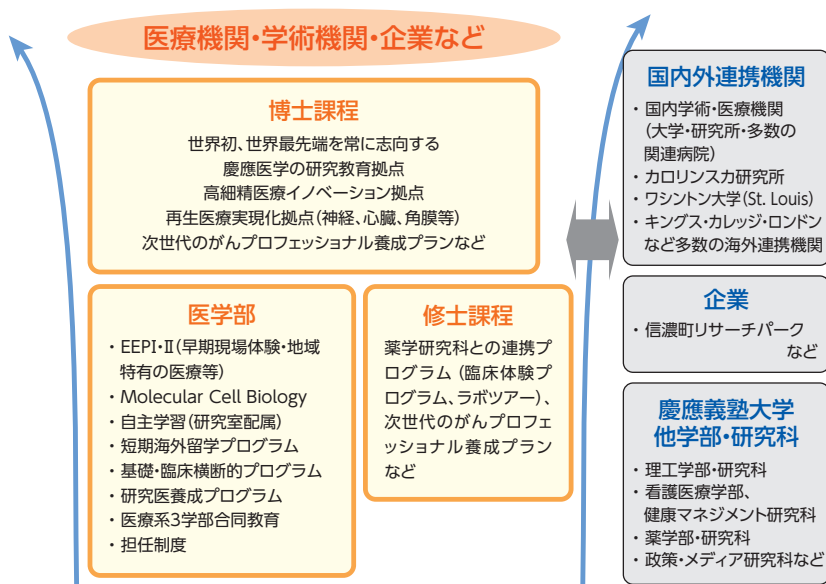 医療機関・学術機関・企業など
博士課程
世界初、世界最先端を常に志向する
慶應医学の研究教育拠点
高細精医療イノベーション拠点
再生医療実現化拠点(神経、心臓、角膜等)
次世代のがんプロフェッショナル養成プランなど
医学部
・EEPⅠ・Ⅱ(早期現場体験・地域
特有の医療等)
・Molecular Cell Biology
・自主学習(研究室配属)
・短期海外留学プログラム
・基礎・臨床横断的プログラム
・研究医養成プログラム
・医療系3学部合同教育
・担任制度
修士課程
薬学研究科との連携プ
ログラム(臨床体験プ
ログラム、ラボツアー)、
次世代のがんプロフェ
ッショナル養成プラン
など
国内外連携機関
・国内学術・医療機関
(大学・研究所・多数の
関連病院)
・カロリンスカ研究所
・ワシントン大学(St. Louis)
・キングス・カレッジ・ロンドン
など多数の海外連携機関
企業
・信濃町リサーチパーク
など
慶應義塾大学
他学部・研究科
・理工学部・研究科
・看護医療学部、
健康マネジメント研究科
・薬学部・研究科
・政策・メディア研究科など